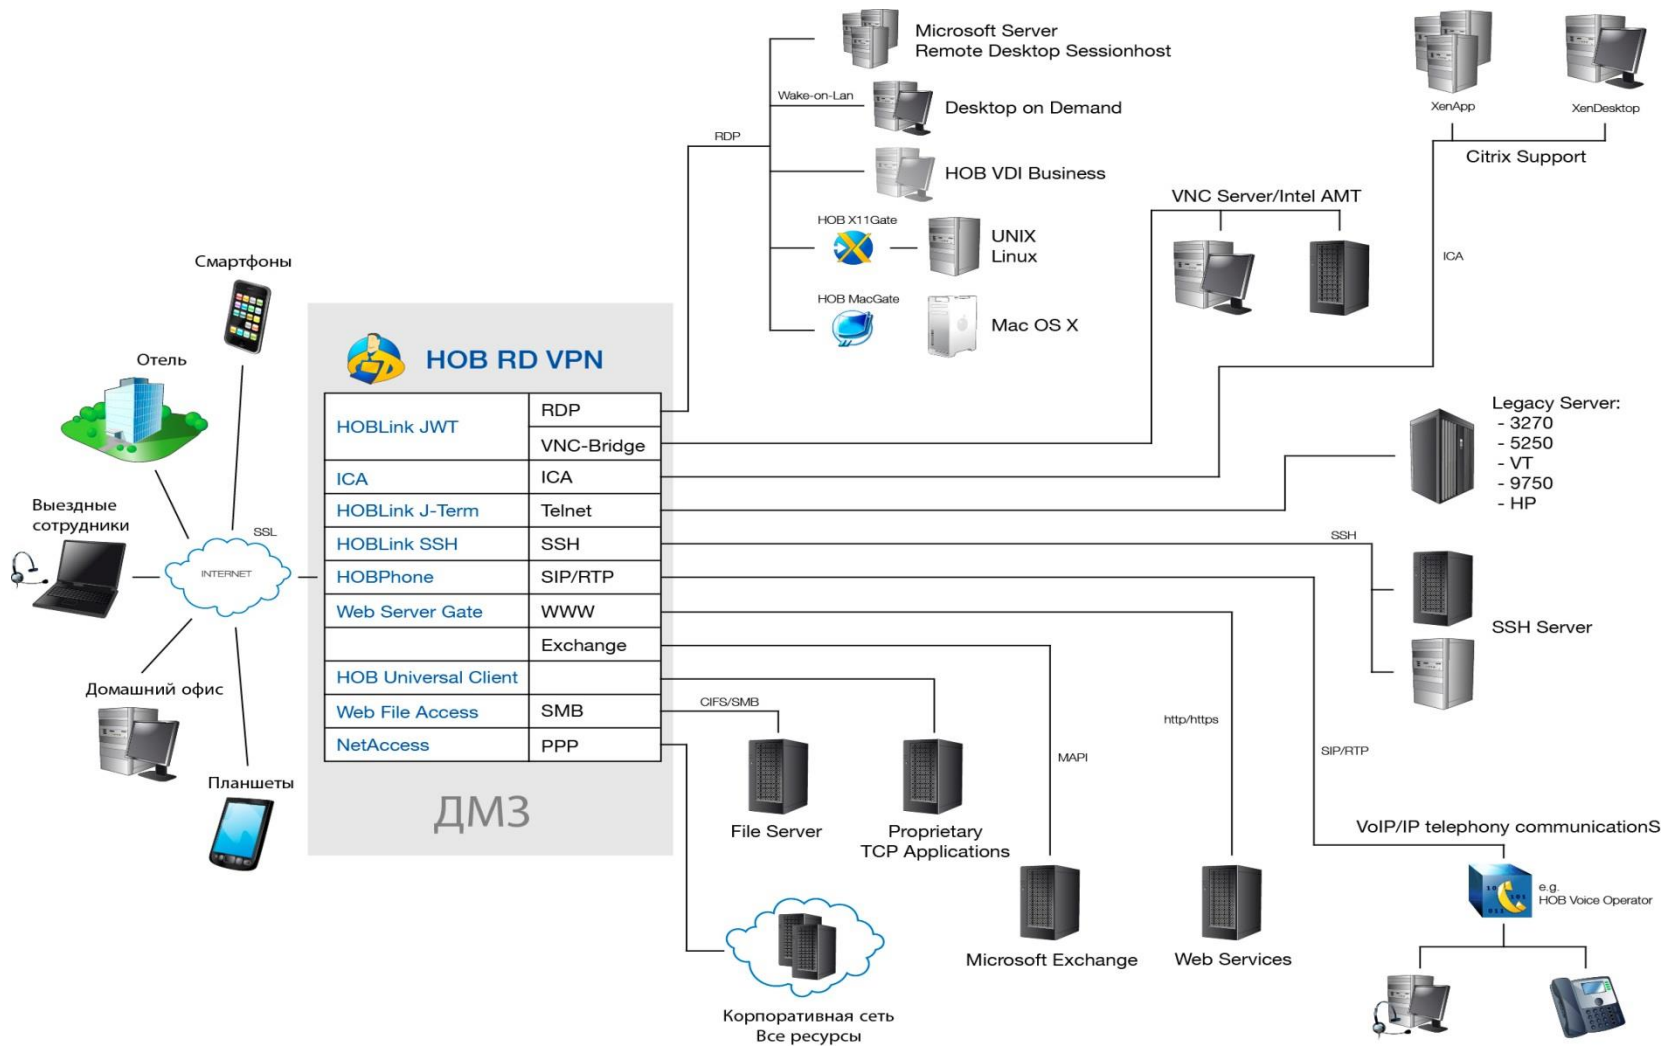 Microsoft Server
Remote Desktop Sessionhost
Wake-on-Lan
Desktop on Demand
RDP
HOB VDI Business
HOB X11Gate
UNIX
Linux
HOB MacGate
Mac OS X
XenApp
XenDesktop
Citrix Support
VNC Server/Intel AMT
ICA
Смартфоны
Отель
Выездные
сотрудники
SSL
INTERNET
Домашний офис
Планшеты
HOB RD VPN
HOBLink JWT
RDP
VNC-Bridge
ICA
ICA
HOBLink J-Term
Telnet
HOBLink SSH
SSH
HOBPhone
SIP/RTP
Web Server Gate
WWW
Exchange
HOB Universal Client
Web File Access
SMB
NetAccess
PPP
ДМЗ
Legacy Server:
- 3270
- 5250
- VT
- 9750
- HP
SSH
SSH Server
CIFS/SMB
http/https
MAPI
SIP/RTP
File Server
Proprietary
TCP Applications
Microsoft Exchange
Web Services
VoIP/IP telephony communicationS
e.g.
HOB Voice Operator
Корпоративная сеть
Все ресурсы